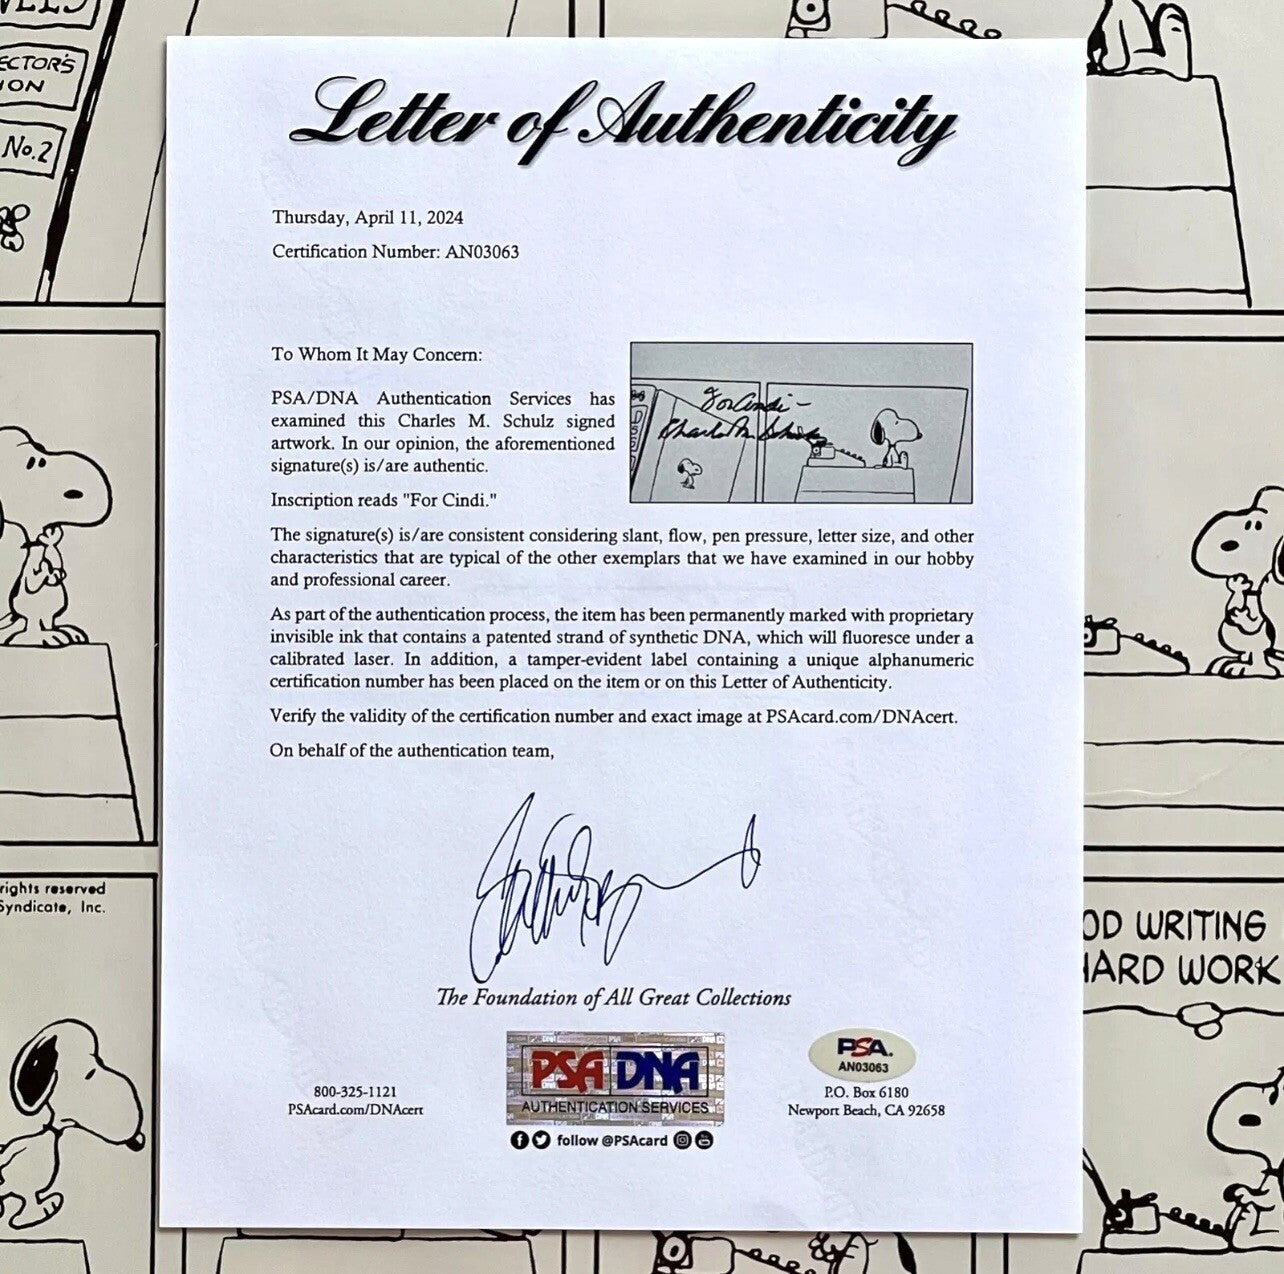 ECTOR'S
ION
No.2
Letter of Authenticity
Thursday, April 11, 2024
Certification Number: AN03063
To Whom It May Concern:
PSA/DNA Authentication Services has
examined this Charles M. Schulz signed
artwork. In our opinion, the aforementioned
signature(s) is/are authentic.
Inscription reads "For Cindi."
For Cindi -
Charles M. Schulz
The signature(s) is/are consistent considering slant, flow, pen pressure, letter size, and other
characteristics that are typical of the other exemplars that we have examined in our hobby
and professional career.
As part of the authentication process, the item has been permanently marked with proprietary
invisible ink that contains a patented strand of synthetic DNA, which will fluoresce under a
calibrated laser. In addition, a tamper-evident label containing a unique alphanumeric
certification number has been placed on the item or on this Letter of Authenticity.
Verify the validity of the certification number and exact image at PSAcard.com/DNAcert.
On behalf of the authentication team,
The Foundation of All Great Collections
800-325-1121
PSAcard.com/DNAcert
PSA DNA
AUTHENTICATION SERVICES
follow @PSAcard
PSA.
AN03063
P.O. Box 6180
Newport Beach, CA 92658
rights reserved
Syndicate, Inc.
OD WRITING
HARD WORK